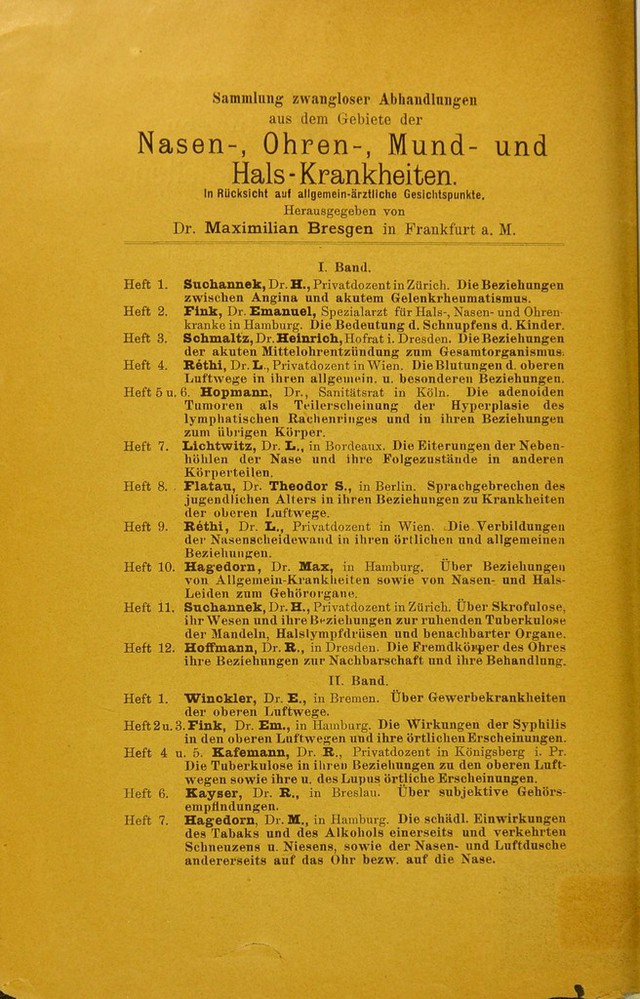 Sammlung zwangloser Abhandlungen
aus dem Gebiete der
Nasen-, Ohren-, Mund- und
Hals-Krankheiten.
In Rücksicht auf allgemein-ärztliche Gesichtspunkte.
Herausgegeben von
Dr. Maximilian Bresgen in Frankfurt a. M.
I. Band.
Heft 1. Suchannek, Dr. H., Privatdozent in Zürich. Die Beziehungen
zwischen Angina und akutem Gelenkrheumatismus.
Heft 2. Fink, Dr. Emanuel, Spezialarzt für Hals-, Nasen- und Ohren-
kranke in Hamburg. Die Bedeutung d. Schnupfens d. Kinder.
Heft 3. Schmaltz, Dr. Heinrich, Hofrat i. Dresden. Die Beziehungen
der akuten Mittelohrentzündung zum Gesamtorganismus.
Heft 4. Réthi, Dr. L., Privatdozent in Wien. Die Blutungen d. oberen
Luftwege in ihren allgemein. u. besonderen Beziehungen.
Heft 5 u. 6. Hopmann, Dr., Sanitätsrat in Köln. Die adenoiden
Tumoren als Teilerscheinung der Hyperplasie des
lymphatischen Rachenringes und in ihren Beziehungen
zum übrigen Körper.
Heft 7. Lichtwitz, Dr. L., in Bordeaux. Die Eiterungen der Neben-
höhlen der Nase und ihre Folgezustände in anderen
Körperteilen.
Heft 8. Flatau, Dr. Theodor S., in Berlin. Sprachgebrechen des
jugendlichen Alters in ihren Beziehungen zu Krankheiten
der oberen Luftwege.
Heft 9. Réthi, Dr. L., Privatdozent in Wien. Die Verbildungen
der Nasenscheidewand in ihren örtlichen und allgemeinen
Beziehungen.
Heft 10. Hagedorn, Dr. Max, in Hamburg. Über Beziehungen
von Allgemein-Krankheiten sowie von Nasen- und Hals-
Leiden zum Gehörorgane.
Heft 11. Suchannek, Dr. H., Privatdozent in Zürich. Über Skrofulose,
ihr Wesen und ihre Beziehungen zur ruhenden Tuberkulose
der Mandeln, Halslympfdrüsen und benachbarter Organe.
Heft 12. Hoffmann, Dr. R., in Dresden. Die Fremdkörper des Ohres
ihre Beziehungen zur Nachbarschaft und ihre Behandlung.
II. Band.
Heft 1. Winckler, Dr. E., in Bremen. Über Gewerbekrankheiten
der oberen Luftwege.
Heft 2 u. 3. Fink, Dr. Em., in Hamburg. Die Wirkungen der Syphilis
in den oberen Luftwegen und ihre örtlichen Erscheinungen.
Heft 4 u. 5. Kafemann, Dr. R., Privatdozent in Königsberg i. Pr.
Die Tuberkulose in ihren Beziehungen zu den oberen Luft-
wegen sowie ihre u. des Lupus örtliche Erscheinungen.
Heft 6. Kayser, Dr. R., in Breslau. Über subjektive Gehörs-
empfindungen.
Heft 7. Hagedorn, Dr. M., in Hamburg. Die schädl. Einwirkungen
des Tabaks und des Alkohols einerseits und verkehrten
Schneuzens u. Niesens, sowie der Nasen- und Luftdusche
andererseits auf das Ohr bezw. auf die Nase.